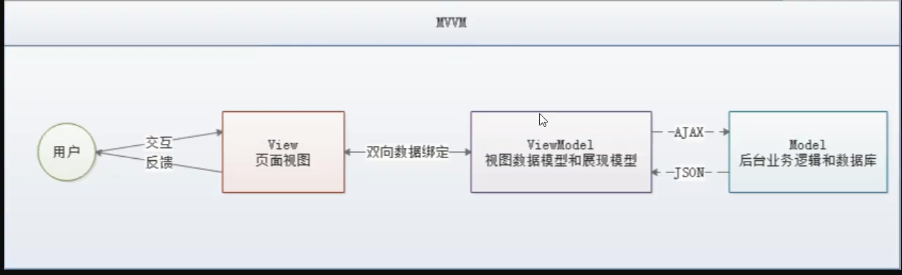 MVVM
用户
交互
反馈
View
页面视图
双向数据绑定
ViewModel
视图数据模型和展现模型
AJAX
JSON
Model
后台业务逻辑和数据库